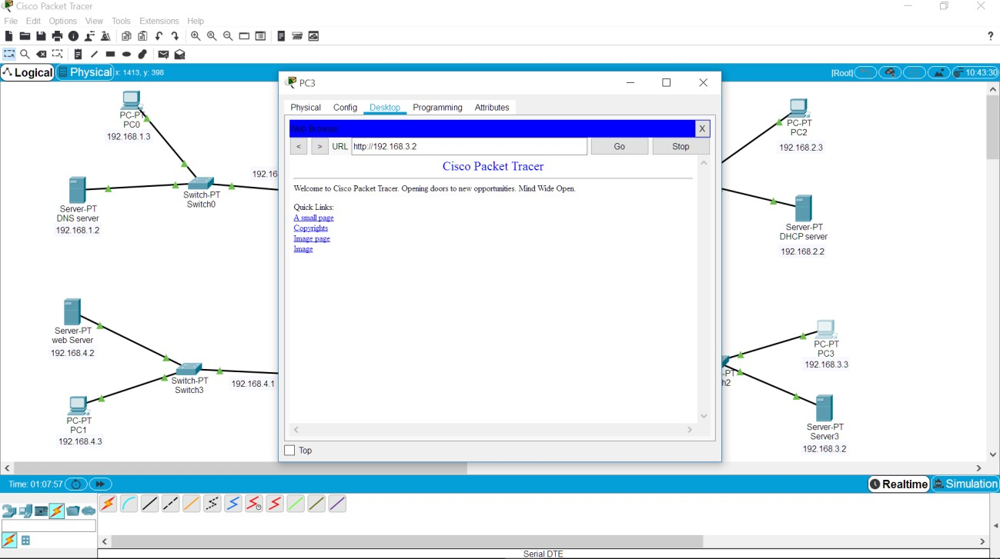 Cisco Packet Tracer
File Edit Options View Tools Extensions Help
?
Logical Physical x: 1413, y: 398
[Root] 10:43:30
PC-PT
PC0
192.168.1.3
Server-PT
DNS server
192.168.1.2
Switch-PT
Switch0
192.16
Server-PT
web Server
192.168.4.2
Switch-PT
Switch3
192.168.4.1
PC-PT
PC1
192.168.4.3
PC3
Physical Config Desktop Programming Attributes
Web Browser
X
< > URL http://192.168.3.2 Go Stop
Cisco Packet Tracer
Welcome to Cisco Packet Tracer. Opening doors to new opportunities. Mind Wide Open.
Quick Links:
A small page
Copyrights
Image page
Image
Top
PC-PT
PC2
192.168.2.3
Server-PT
DHCP server
192.168.2.2
PC-PT
PC3
192.168.3.3
-PT
h2
Server-PT
Server3
192.168.3.2
Time: 01:07:57
Realtime Simulation
Serial DTE